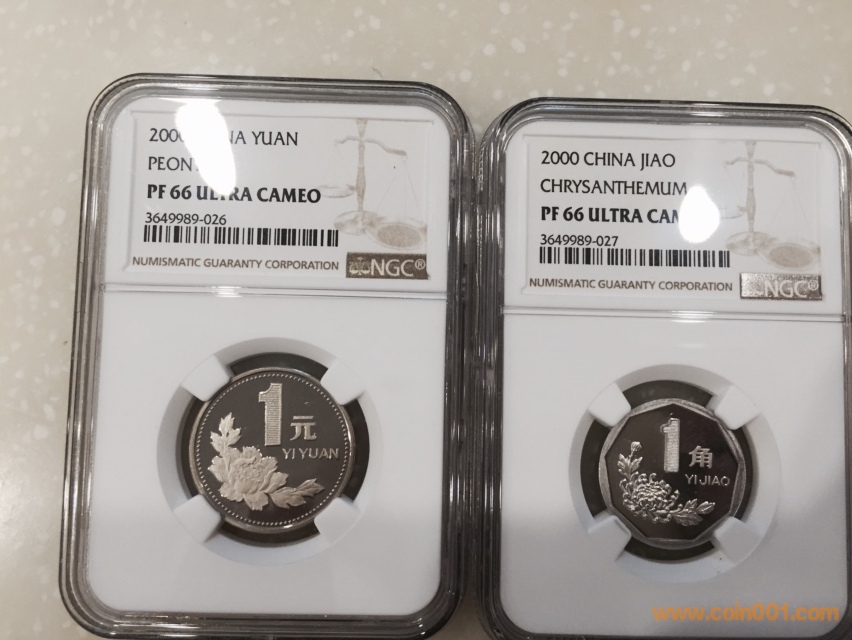 200 NA YUAN
PEON
PF 66 ULTRA CAMEO
3649989-026
NUMISMATIC GUARANTY CORPORATION
NGC®
1元
YI YUAN
2000 CHINA JIAO
CHRYSANTHEMUM
PF 66 ULTRA CAM
3649989-027
NUMISMATIC GUARANTY CORPORATION
NGC®
1角
YI JIAO
www.coin001.com